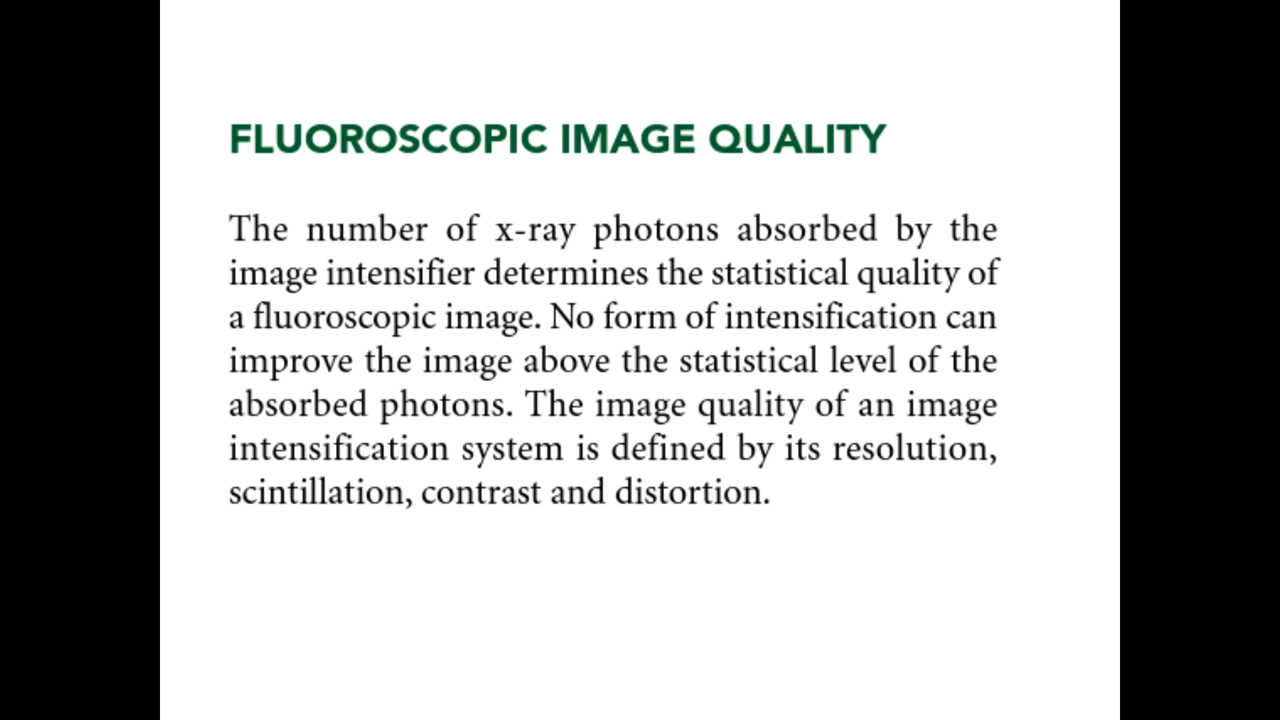 FLUOROSCOPIC IMAGE QUALITY
The number of x-ray photons absorbed by the
image intensifier determines the statistical quality of
a fluoroscopic image. No form of intensification can
improve the image above the statistical level of the
absorbed photons. The image quality of an image
intensification system is defined by its resolution,
scintillation, contrast and distortion.